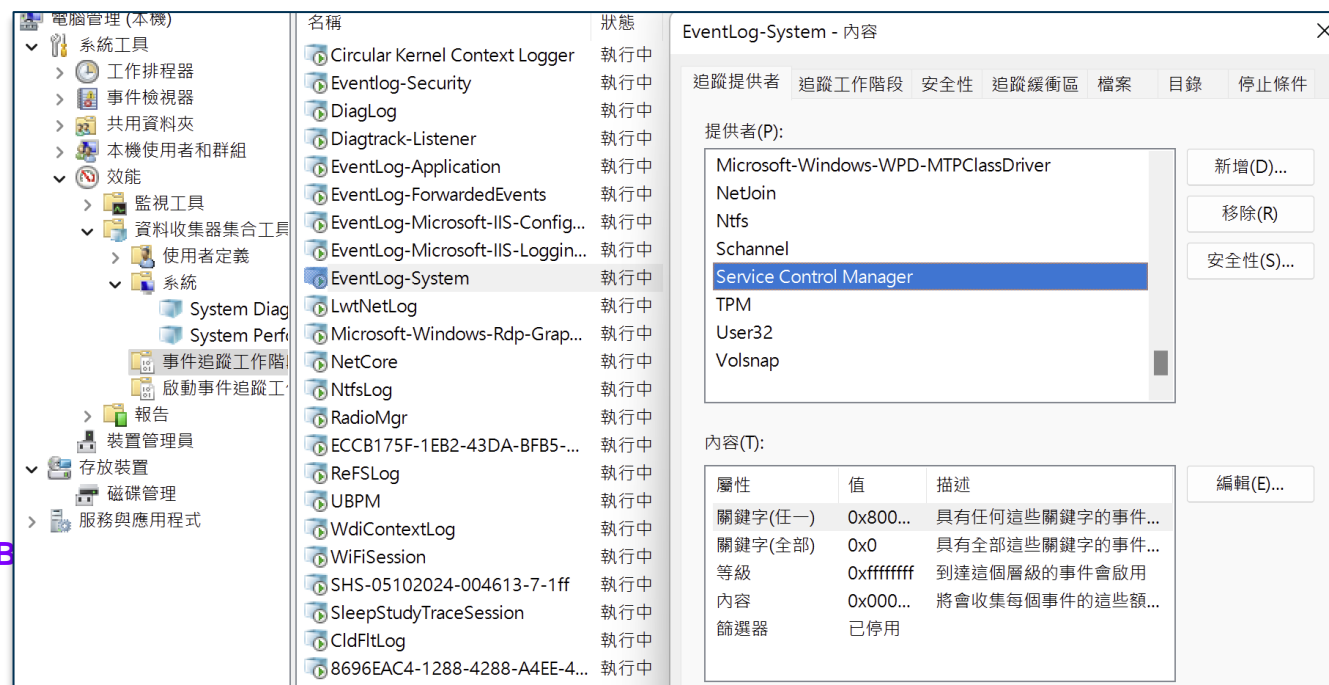 電腦管理 (本機)
系統工具
工作排程器
事件檢視器
共用資料夾
本機使用者和群組
效能
監視工具
資料收集器集合工具
使用者定義
系統
System Diag
System Perfo
事件追蹤工作階
啟動事件追蹤工
報告
裝置管理員
存放裝置
磁碟管理
服務與應用程式
B
名稱 狀態
Circular Kernel Context Logger 執行中
Eventlog-Security 執行中
DiagLog 執行中
Diagtrack-Listener 執行中
EventLog-Application 執行中
EventLog-ForwardedEvents 執行中
EventLog-Microsoft-IIS-Config... 執行中
EventLog-Microsoft-IIS-Loggin... 執行中
EventLog-System 執行中
LwtNetLog 執行中
Microsoft-Windows-Rdp-Grap... 執行中
NetCore 執行中
NtfsLog 執行中
RadioMgr 執行中
ECCB175F-1EB2-43DA-BFB5-... 執行中
ReFSLog 執行中
UBPM 執行中
WdiContextLog 執行中
WiFiSession 執行中
SHS-05102024-004613-7-1ff 執行中
SleepStudyTraceSession 執行中
CldFltLog 執行中
8696EAC4-1288-4288-A4EE-4... 執行中
EventLog-System - 內容
追蹤提供者 追蹤工作階段 安全性 追蹤緩衝區 檔案 目錄 停止條件
提供者(P):
Microsoft-Windows-WPD-MTPClassDriver
NetJoin
Ntfs
Schannel
Service Control Manager
TPM
User32
Volsnap
新增(D)...
移除(R)
安全性(S)...
內容(T):
屬性 值 描述
關鍵字(任一) 0x800... 具有任何這些關鍵字的事件...
關鍵字(全部) 0x0 具有全部這些關鍵字的事件...
等級 0xffffffff 到達這個層級的事件會啟用
內容 0x000... 將會收集每個事件的這些額...
篩選器 已停用
編輯(E)...